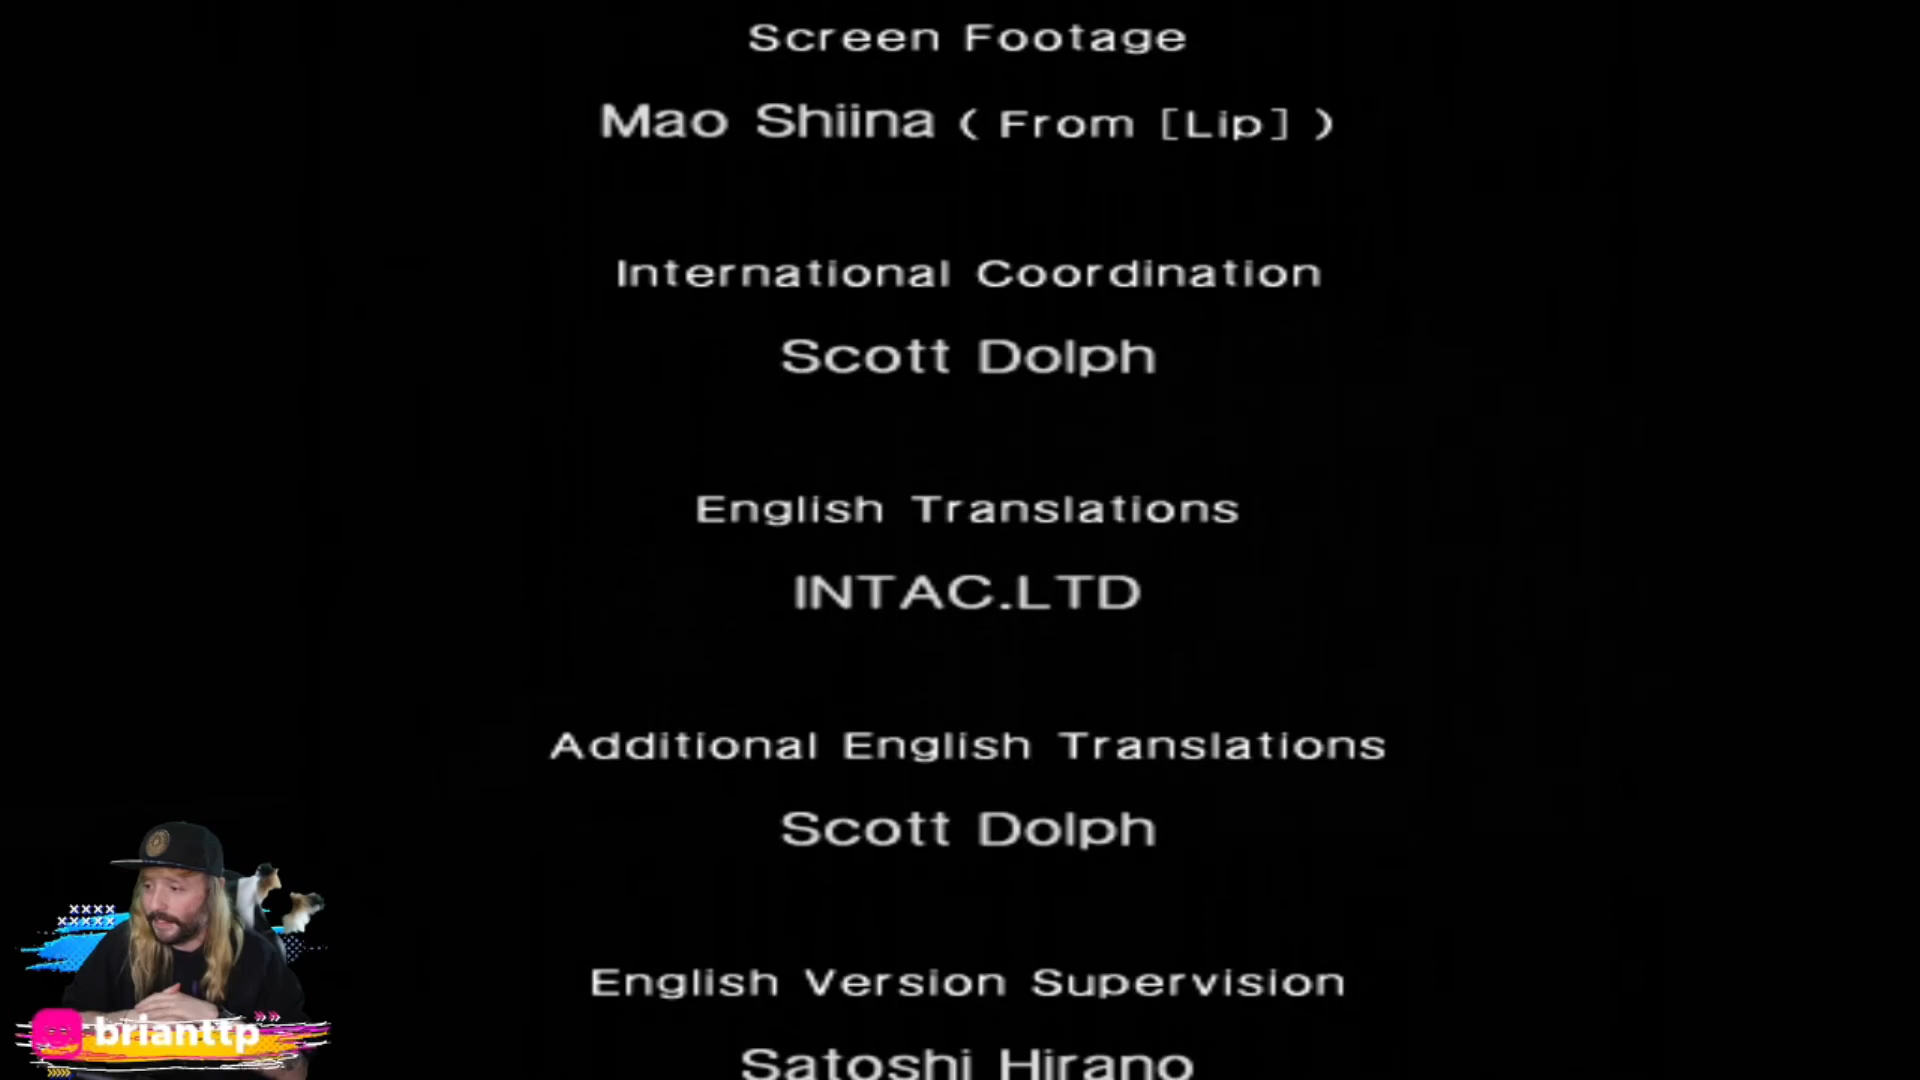 Screen Footage
Mao Shiina ( From [Lip] )
International Coordination
Scott Dolph
English Translations
INTAC.LTD
Additional English Translations
Scott Dolph
English Version Supervision
Satoshi Hirano
brianttp